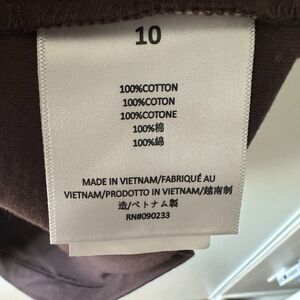 10
100%COTTON
100%COTON
100%COTONE
100%棉
100%綿
MADE IN VIETNAM/FABRIQUÉ AU
VIETNAM/PRODOTTO IN VIETNAM/越南制
造/ベトナム製
RN#090233